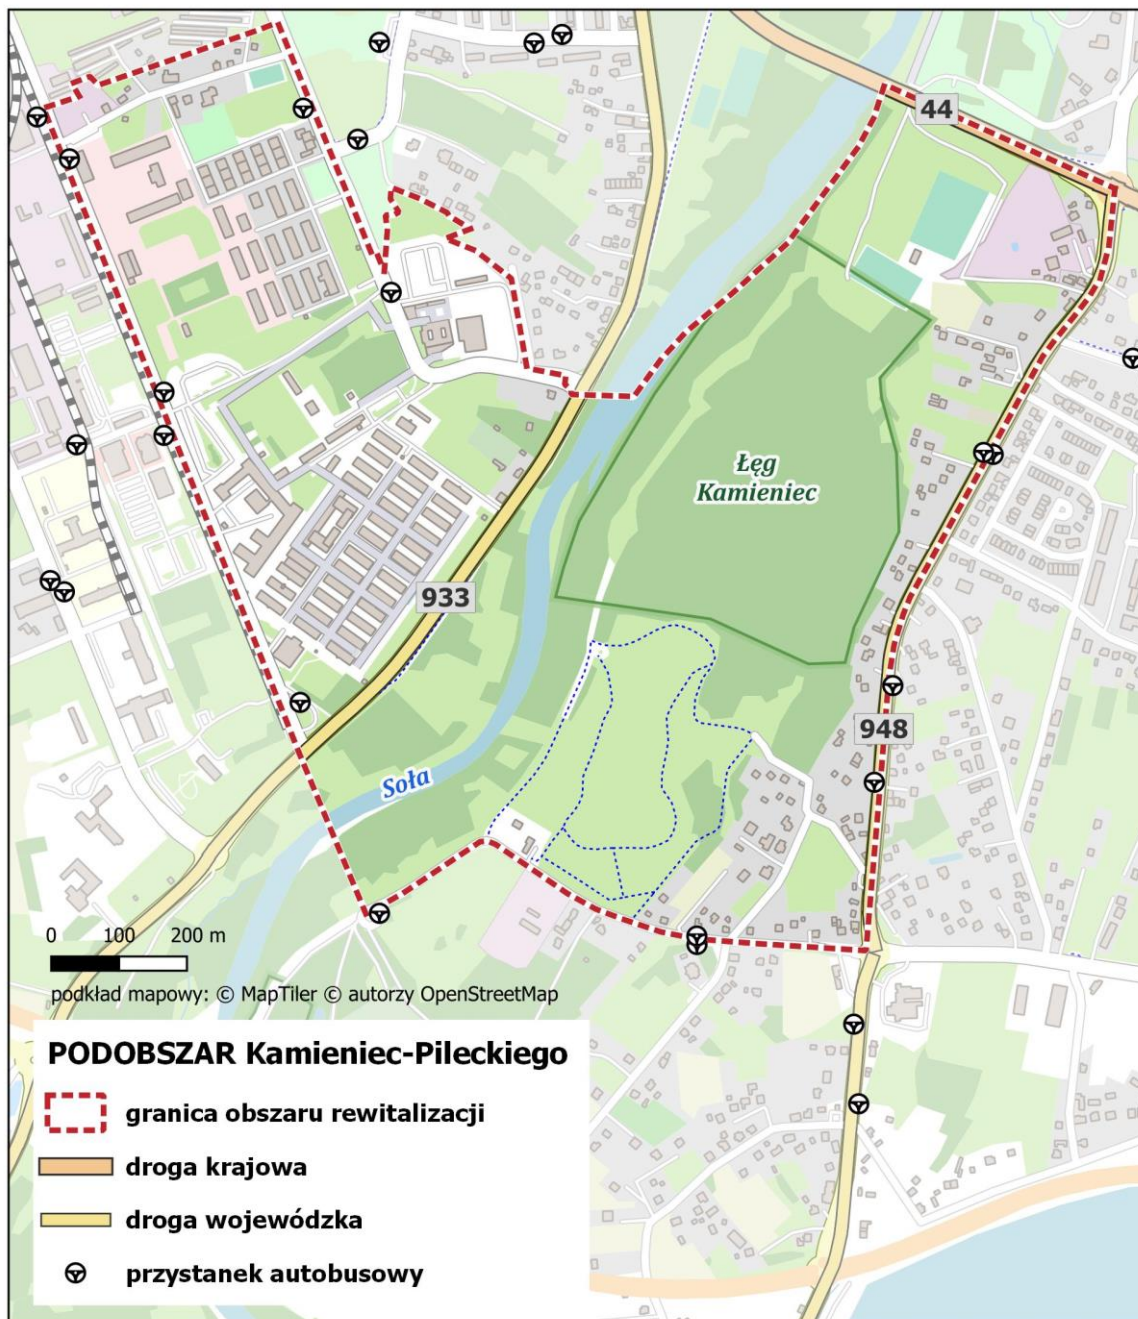 44
Łęg
Kamieniec
933
948
Soła
0 100 200 m
podkład mapowy: © MapTiler © autorzy OpenStreetMap
PODOBSZAR Kamieniec-Pileckiego
granica obszaru rewitalizacji
droga krajowa
droga wojewódzka
przystanek autobusowy